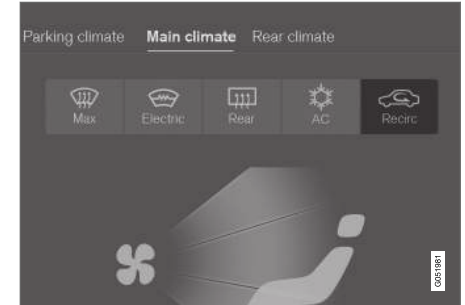 Parking climate Main climate Rear climate
Max Electric Rear AC Recirc
G051981